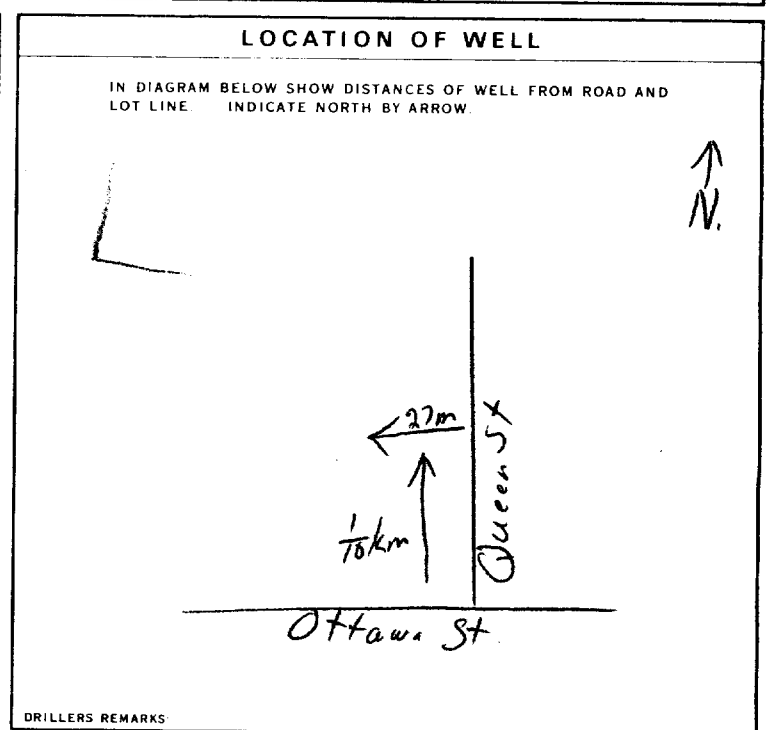 LOCATION OF WELL
IN DIAGRAM BELOW SHOW DISTANCES OF WELL FROM ROAD AND
LOT LINE. INDICATE NORTH BY ARROW.
N.
27m
Queen St
1/10 km
Ottawa St.
DRILLERS REMARKS